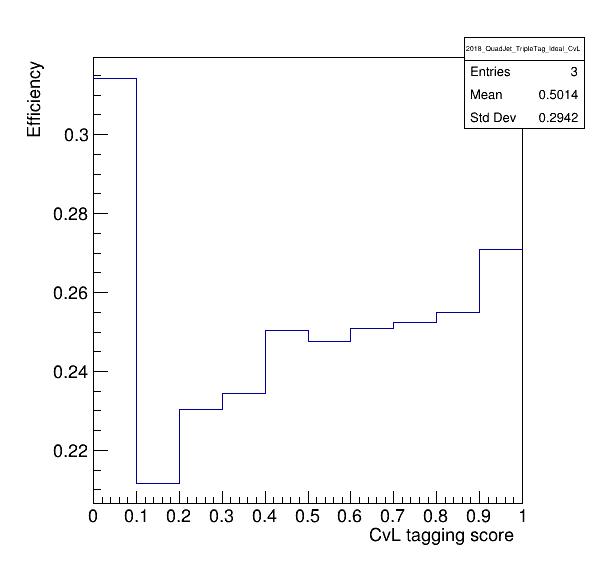 2018_QuadJet_TripleTag_Ideal_CvL
Entries 3
Mean 0.5014
Std Dev 0.2942
Efficiency
0.3
0.28
0.26
0.24
0.22
0 0.1 0.2 0.3 0.4 0.5 0.6 0.7 0.8 0.9 1
CvL tagging score